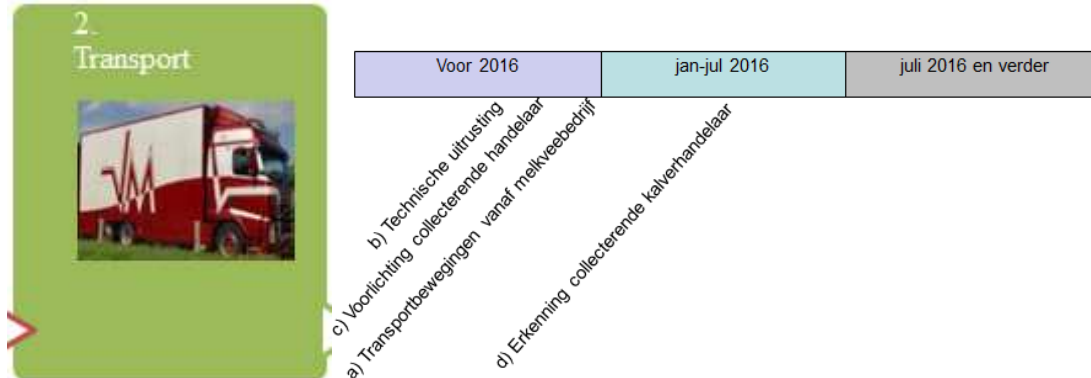 2.
Transport
Voor 2016
jan-jul 2016
juli 2016 en verder
b) Technische uitrusting
c) Voorlichting collecterende handelaar
a) Transportbewegingen vanaf melkveebedrijf
d) Erkenning collecterende kalverhandelaar
VM